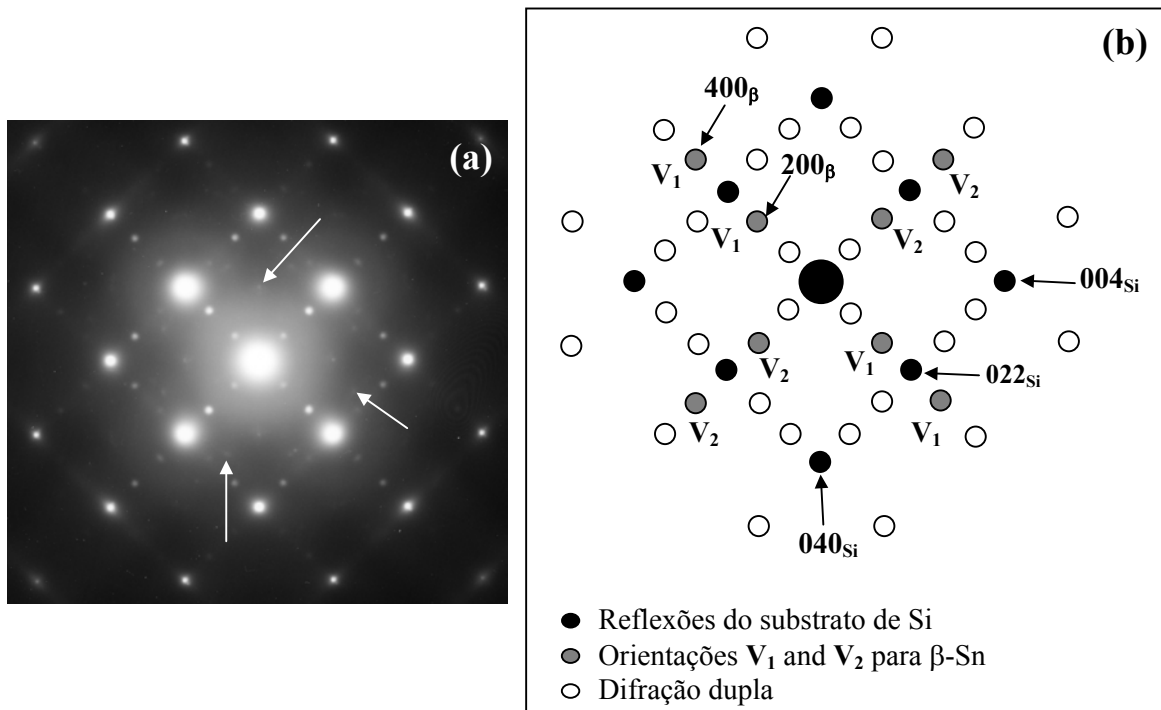 (a)
(b)
400β
200β
V1
V2
V1
V2
004Si
V2
V1
022Si
V2
V1
040Si
Reflexões do substrato de Si
Orientações V1 and V2 para β-Sn
Difração dupla